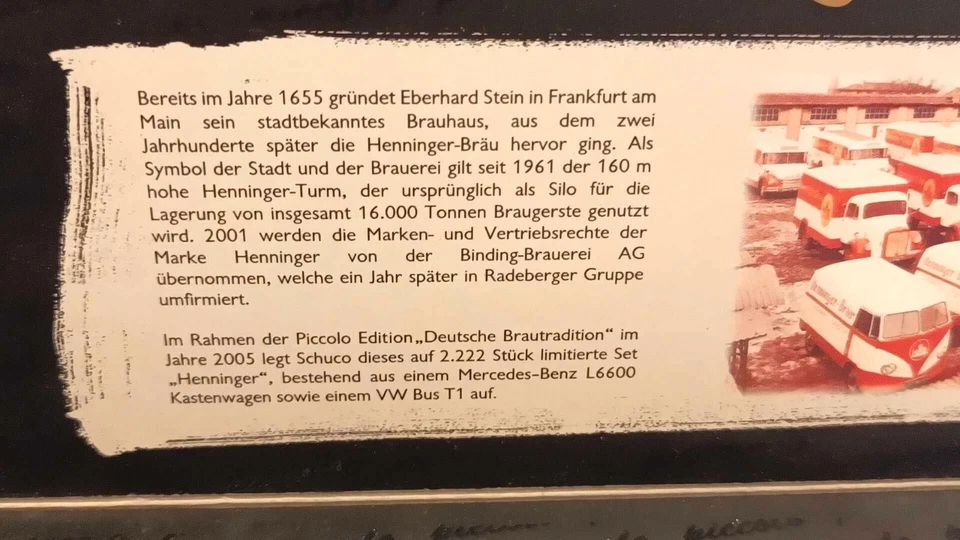 Bereits im Jahre 1655 gründet Eberhard Stein in Frankfurt am
Main sein stadtbekanntes Brauhaus, aus dem zwei
Jahrhunderte später die Henninger-Bräu hervor ging. Als
Symbol der Stadt und der Brauerei gilt seit 1961 der 160 m
hohe Henninger-Turm, der ursprünglich als Silo für die
Lagerung von insgesamt 16.000 Tonnen Braugerste genutzt
wird. 2001 werden die Marken- und Vertriebsrechte der
Marke Henninger von der Binding-Brauerei AG
übernommen, welche ein Jahr später in Radeberger Gruppe
umfirmiert.
Im Rahmen der Piccolo Edition „Deutsche Brautradition“ im
Jahre 2005 legt Schuco dieses auf 2.222 Stück limitierte Set
„Henninger“, bestehend aus einem Mercedes-Benz L6600
Kastenwagen sowie einem VW Bus T1 auf.